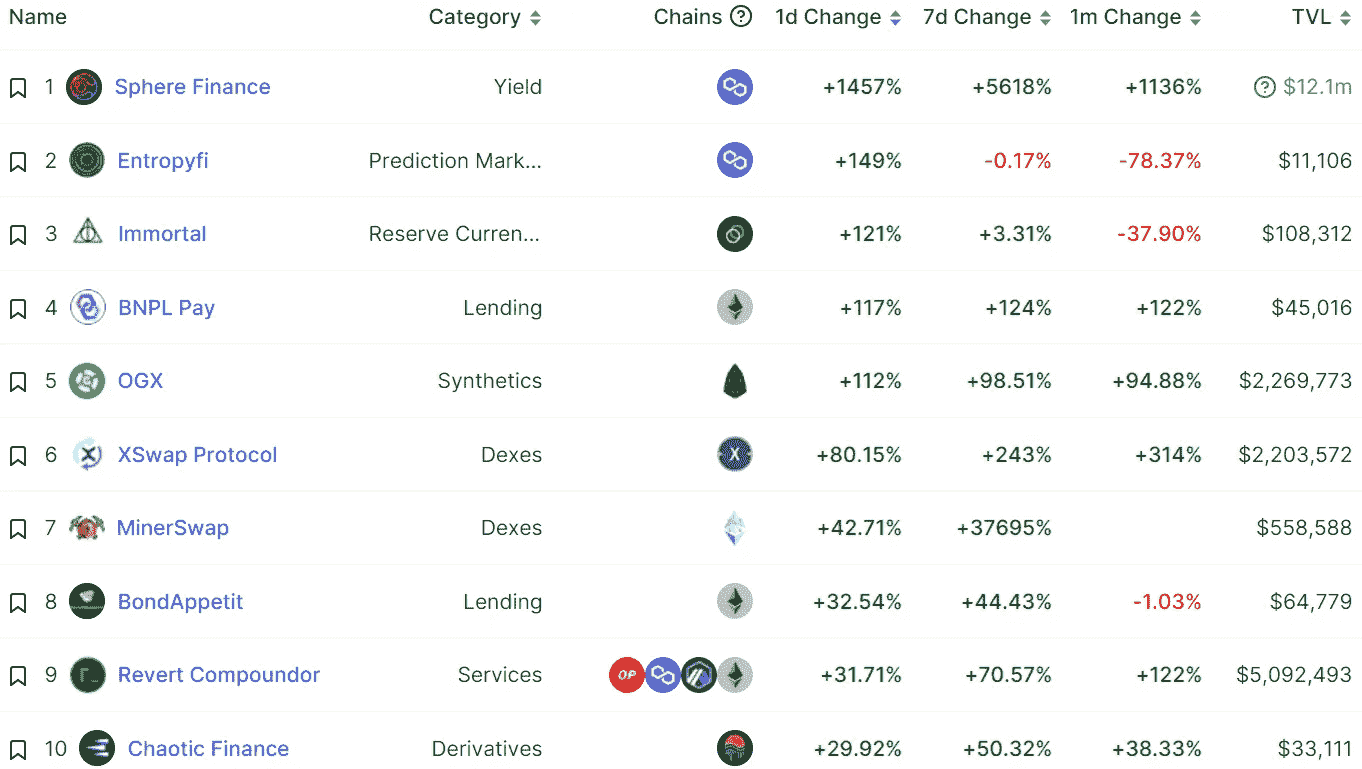 Name Category Chains ? 1d Change 7d Change 1m Change TVL
1 Sphere Finance Yield +1457% +5618% +1136% ? $12.1m
2 Entropyfi Prediction Mark... +149% -0.17% -78.37% $11,106
3 Immortal Reserve Curren... +121% +3.31% -37.90% $108,312
4 BNPL Pay Lending +117% +124% +122% $45,016
5 OGX Synthetics +112% +98.51% +94.88% $2,269,773
6 XSwap Protocol Dexes X +80.15% +243% +314% $2,203,572
7 MinerSwap Dexes +42.71% +37695% $558,588
8 BondAppetit Lending +32.54% +44.43% -1.03% $64,779
9 Revert Compoundor Services OP +31.71% +70.57% +122% $5,092,493
10 Chaotic Finance Derivatives +29.92% +50.32% +38.33% $33,111